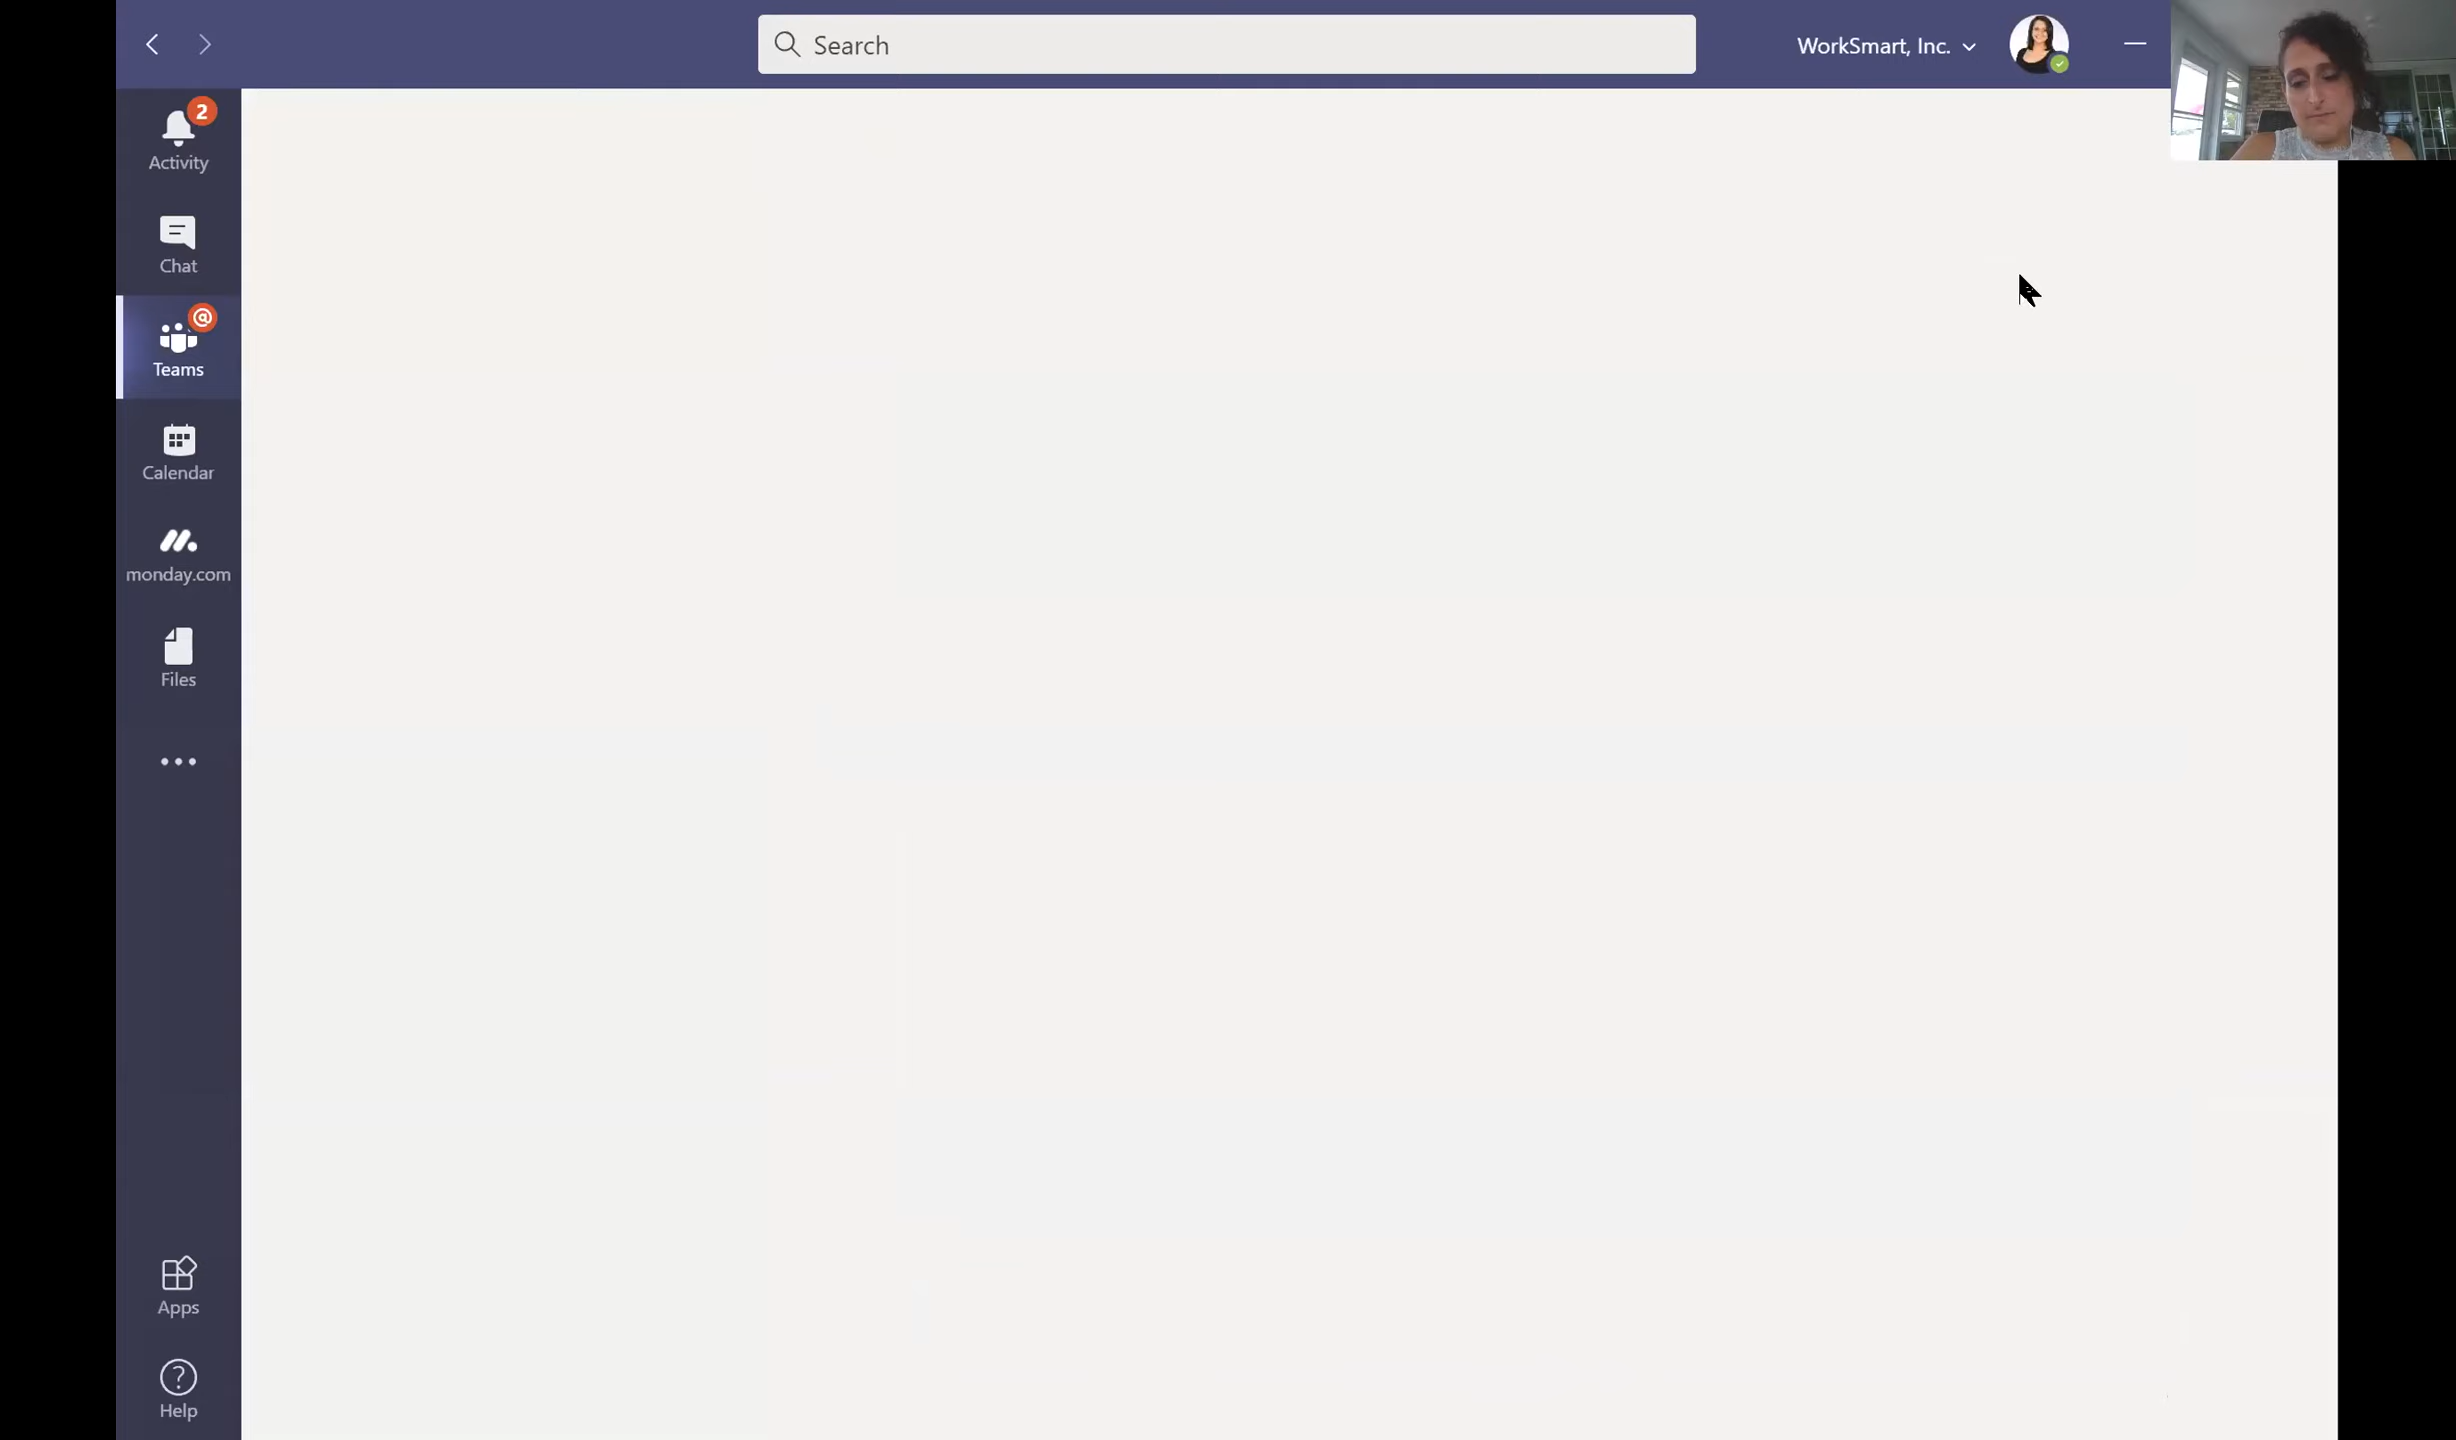 Search
WorkSmart, Inc.
2
Activity
Chat
@
Teams
Calendar
monday.com
Files
Apps
Help